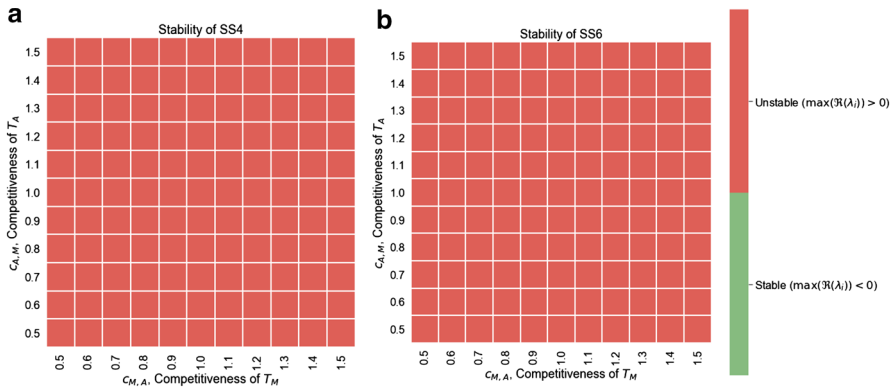 a
Stability of SS4
c_{A,M}, Competitiveness of T_A
1.5
1.4
1.3
1.2
1.1
1.0
0.9
0.8
0.7
0.6
0.5
0.5 0.6 0.7 0.8 0.9 1.0 1.1 1.2 1.3 1.4 1.5
c_{M,A}, Competitiveness of T_M
b
Stability of SS6
c_{A,M}, Competitiveness of T_A
1.5
1.4
1.3
1.2
1.1
1.0
0.9
0.8
0.7
0.6
0.5
0.5 0.6 0.7 0.8 0.9 1.0 1.1 1.2 1.3 1.4 1.5
c_{M,A}, Competitiveness of T_M
Unstable (max(ℜ(λ_i)) > 0)
Stable (max(ℜ(λ_i)) < 0)